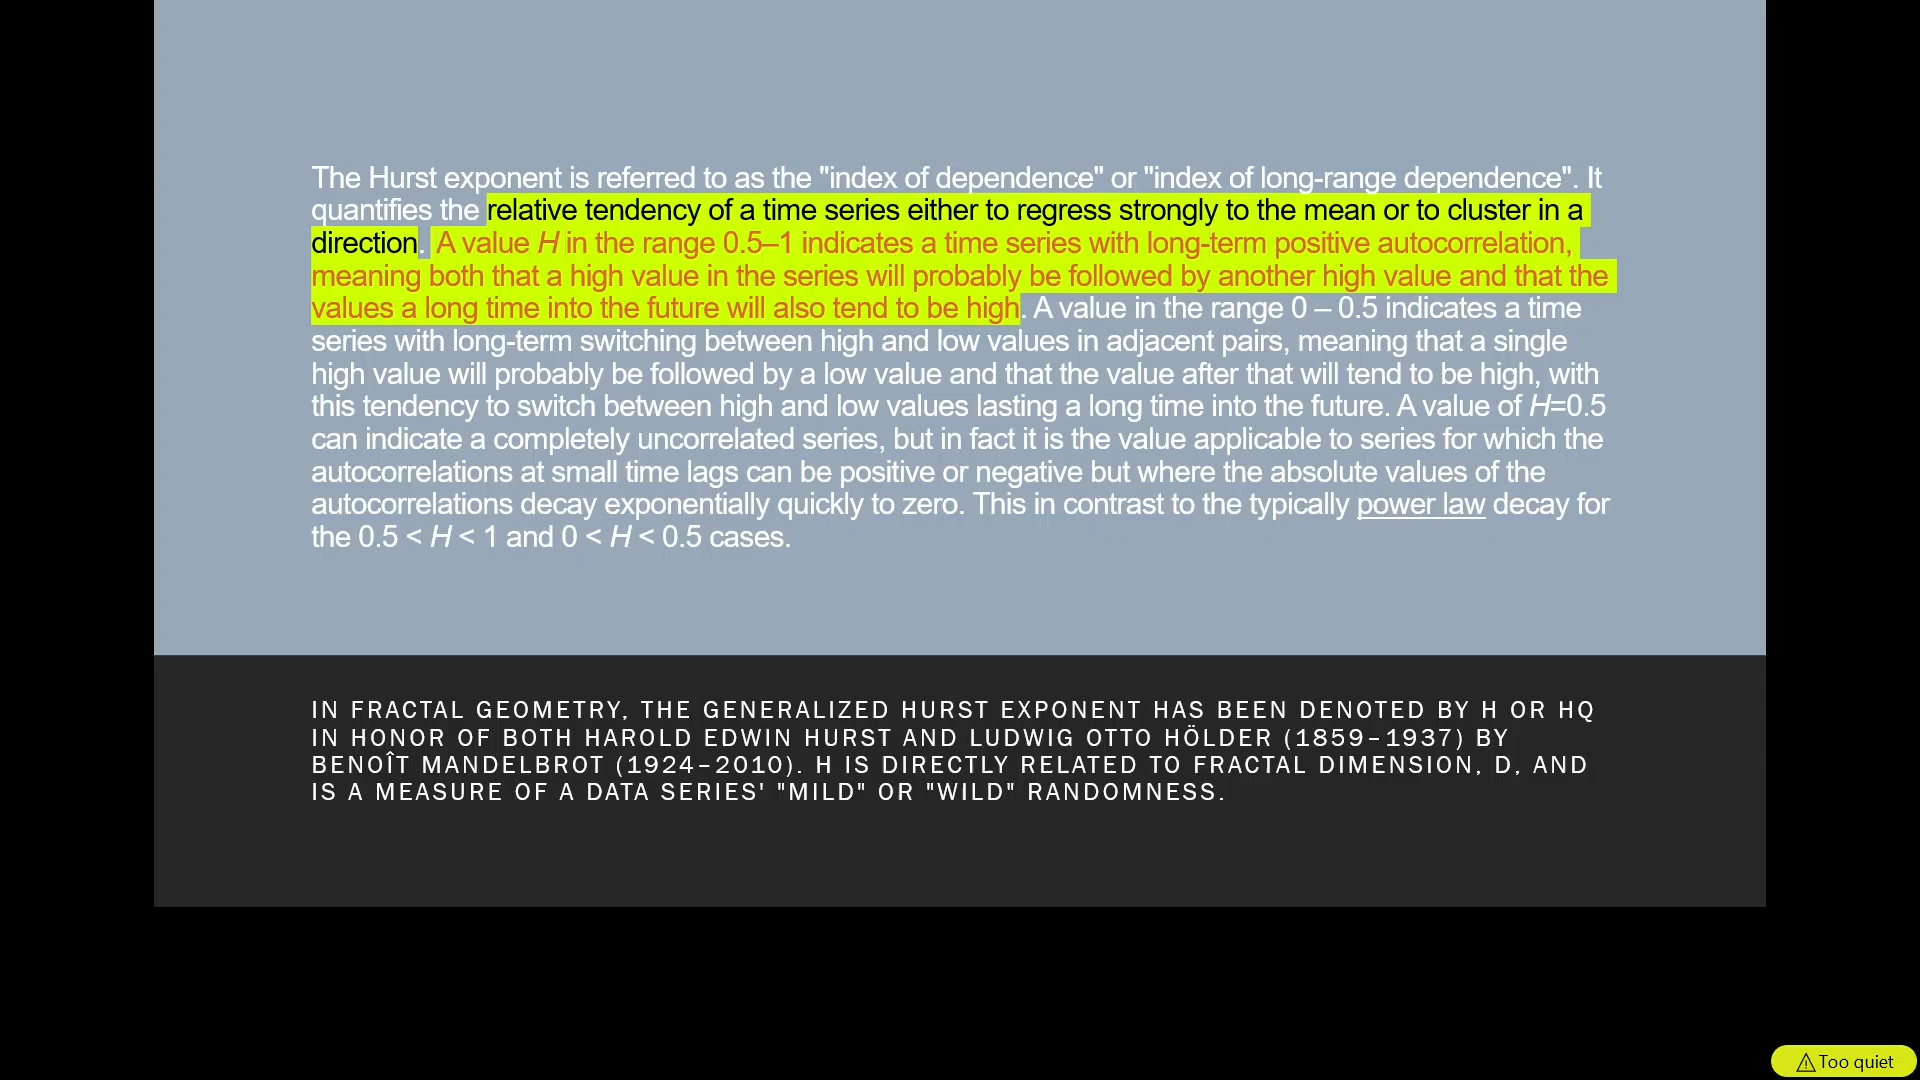 The Hurst exponent is referred to as the "index of dependence" or "index of long-range dependence". It
quantifies the relative tendency of a time series either to regress strongly to the mean or to cluster in a
direction. A value H in the range 0.5–1 indicates a time series with long-term positive autocorrelation,
meaning both that a high value in the series will probably be followed by another high value and that the
values a long time into the future will also tend to be high. A value in the range 0 – 0.5 indicates a time
series with long-term switching between high and low values in adjacent pairs, meaning that a single
high value will probably be followed by a low value and that the value after that will tend to be high, with
this tendency to switch between high and low values lasting a long time into the future. A value of H=0.5
can indicate a completely uncorrelated series, but in fact it is the value applicable to series for which the
autocorrelations at small time lags can be positive or negative but where the absolute values of the
autocorrelations decay exponentially quickly to zero. This in contrast to the typically power law decay for
the 0.5 < H < 1 and 0 < H < 0.5 cases.
IN FRACTAL GEOMETRY, THE GENERALIZED HURST EXPONENT HAS BEEN DENOTED BY H OR HQ
IN HONOR OF BOTH HAROLD EDWIN HURST AND LUDWIG OTTO HÖLDER (1859–1937) BY
BENOÎT MANDELBROT (1924–2010). H IS DIRECTLY RELATED TO FRACTAL DIMENSION, D, AND
IS A MEASURE OF A DATA SERIES' "MILD" OR "WILD" RANDOMNESS.
Too quiet